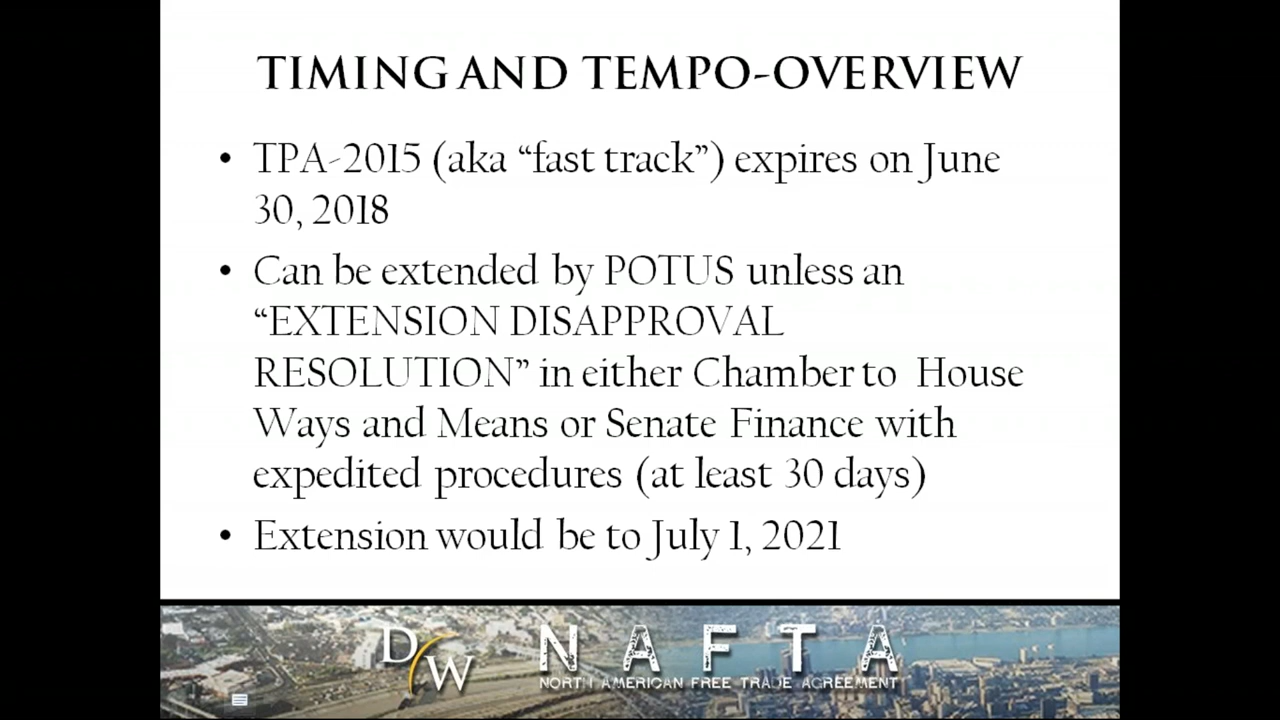 TIMING AND TEMPO-OVERVIEW
• TPA-2015 (aka “fast track”) expires on June
30, 2018
• Can be extended by POTUS unless an
“EXTENSION DISAPPROVAL
RESOLUTION” in either Chamber to House
Ways and Means or Senate Finance with
expedited procedures (at least 30 days)
• Extension would be to July 1, 2021
DW
NAFTA
NORTH AMERICAN FREE TRADE AGREEMENT